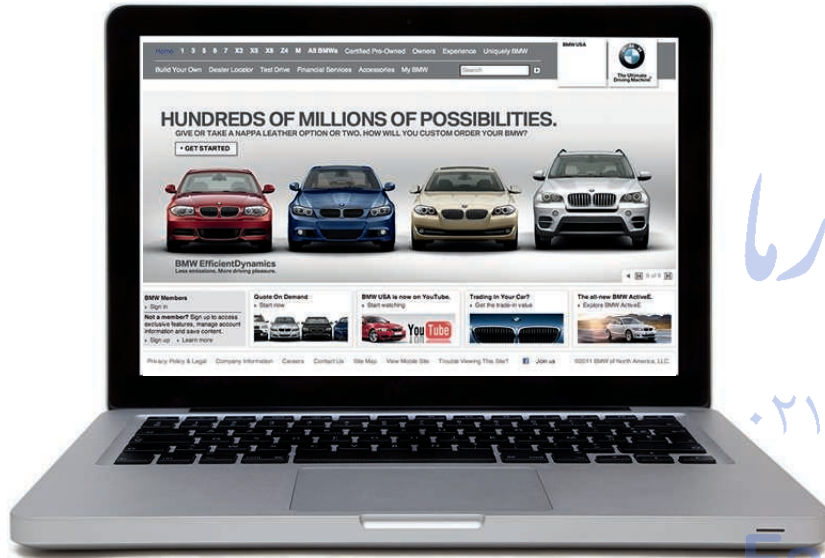 Home 1 3 5 6 7 X3 X5 X6 Z4 M All BMWs Certified Pre-Owned Owners Experience Uniquely BMW
BMW USA
Build Your Own Dealer Locator Test Drive Financial Services Accessories My BMW Search
The Ultimate
Driving Machine
HUNDREDS OF MILLIONS OF POSSIBILITIES.
GIVE OR TAKE A NAPPA LEATHER OPTION OR TWO. HOW WILL YOU CUSTOM ORDER YOUR BMW?
GET STARTED
BMW EfficientDynamics
Less emissions. More driving pleasure.
BMW Members
Sign in
Not a member? Sign up to access
exclusive features, manage account
information and save content.
Sign up Learn more
Quote On Demand
Start now
BMW USA is now on YouTube.
Start watching
You Tube
Trading In Your Car?
Get the trade-in value
The all-new BMW ActiveE.
Explore BMW ActiveE
Privacy Policy & Legal Company Information Careers Contact Us Site Map View Mobile Site Trouble Viewing This Site? Join us ©2011 BMW of North America, LLC
۰۲۱